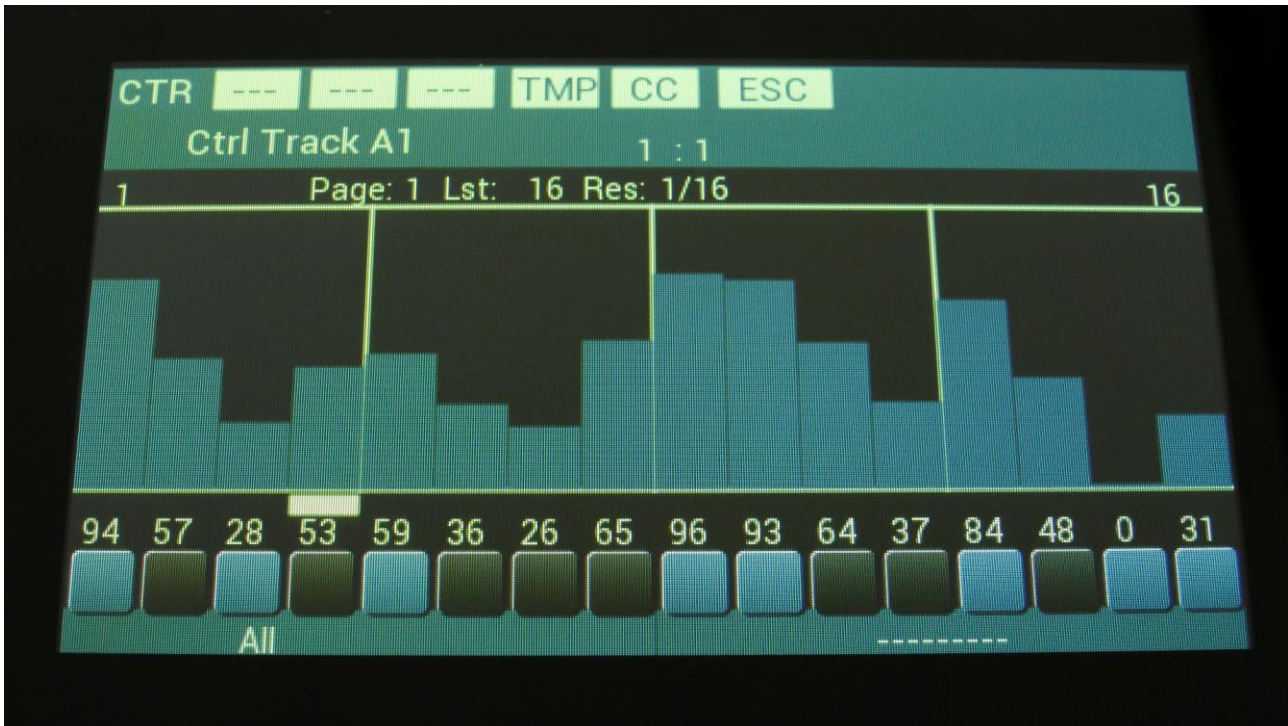 CTR --- --- --- TMP CC ESC
Ctrl Track A1 1 : 1
1 Page: 1 Lst: 16 Res: 1/16 16
94 57 28 53 59 36 26 65 96 93 64 37 84 48 0 31
All ---------